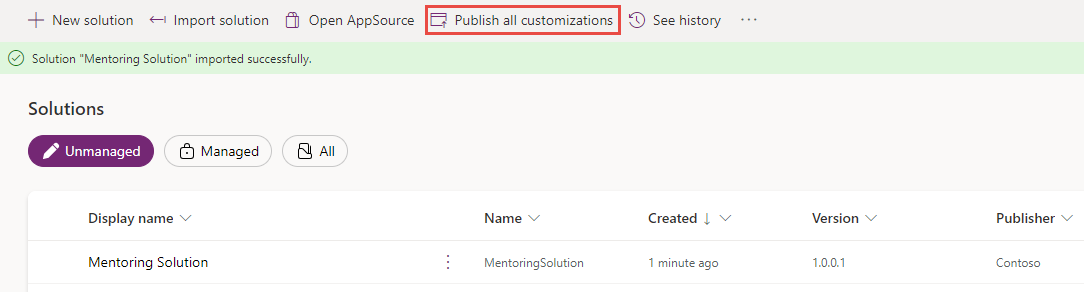 New solution Import solution Open AppSource Publish all customizations See history ...
Solution "Mentoring Solution" imported successfully.
Solutions
Unmanaged Managed All
Display name Name Created Version Publisher
Mentoring Solution MentoringSolution 1 minute ago 1.0.0.1 Contoso